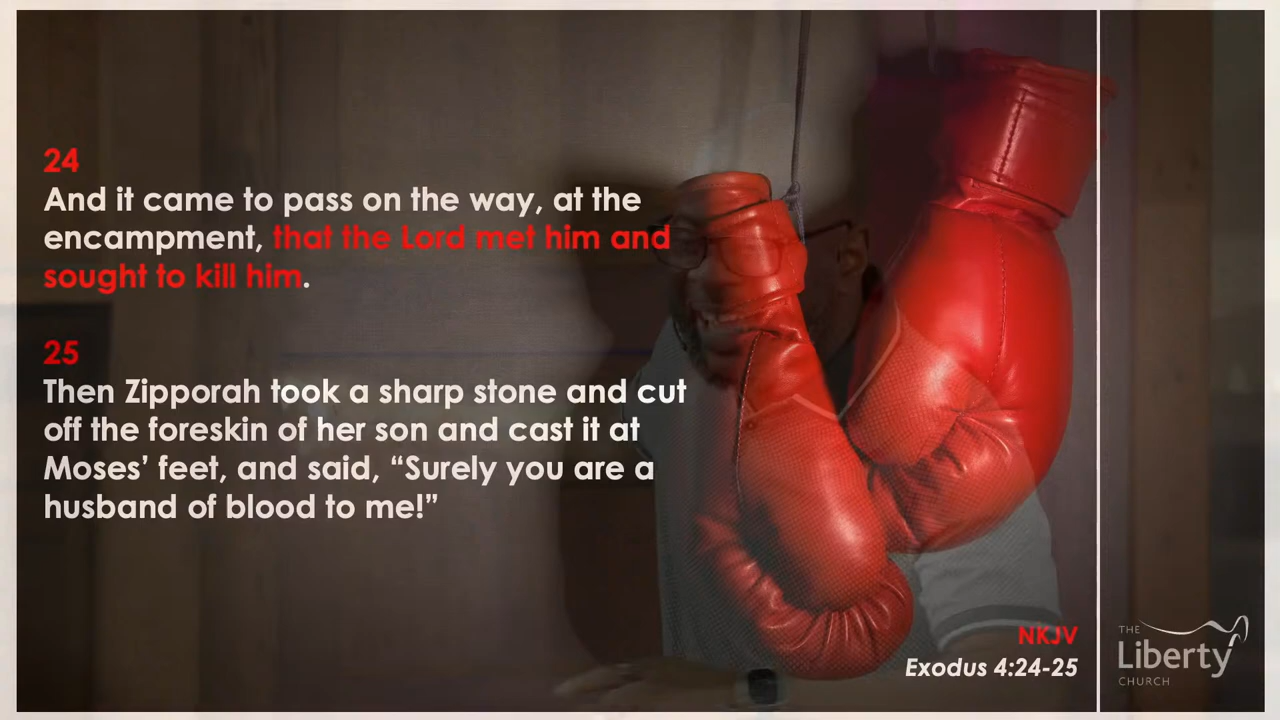 24
And it came to pass on the way, at the
encampment, that the Lord met him and
sought to kill him.
25
Then Zipporah took a sharp stone and cut
off the foreskin of her son and cast it at
Moses’ feet, and said, “Surely you are a
husband of blood to me!”
NKJV
Exodus 4:24-25
THE
Liberty
CHURCH